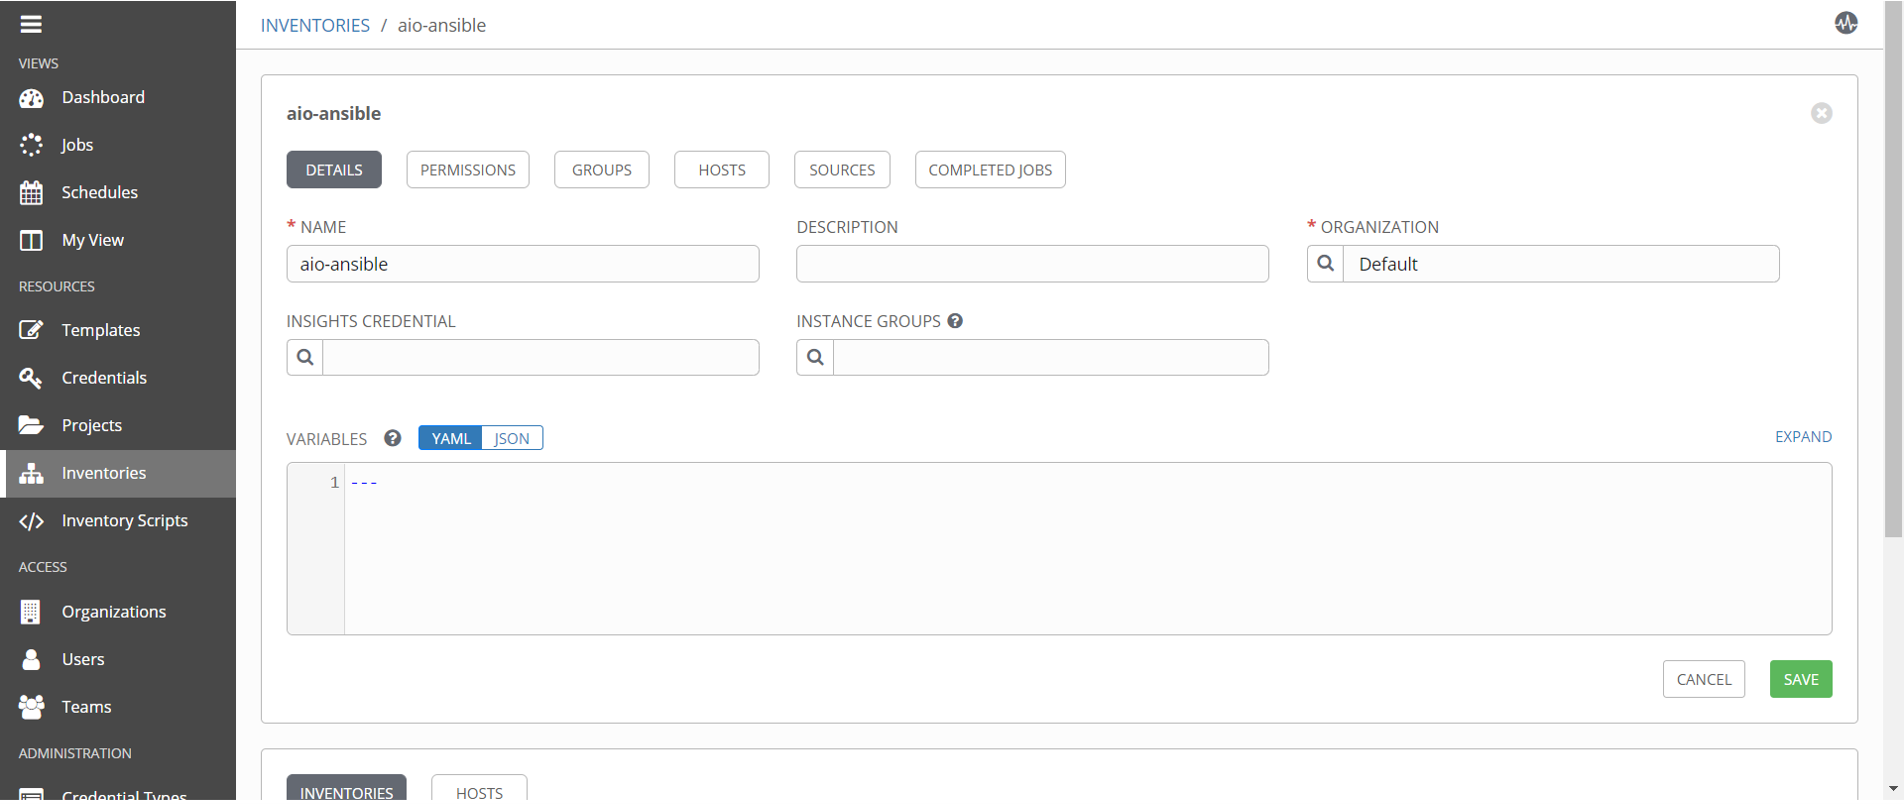 VIEWS
Dashboard
Jobs
Schedules
My View
RESOURCES
Templates
Credentials
Projects
Inventories
Inventory Scripts
ACCESS
Organizations
Users
Teams
ADMINISTRATION
Credential Types
INVENTORIES / aio-ansible
aio-ansible
DETAILS PERMISSIONS GROUPS HOSTS SOURCES COMPLETED JOBS
* NAME DESCRIPTION * ORGANIZATION
aio-ansible Default
INSIGHTS CREDENTIAL INSTANCE GROUPS ?
VARIABLES ? YAML JSON EXPAND
1 ---
CANCEL SAVE
INVENTORIES HOSTS